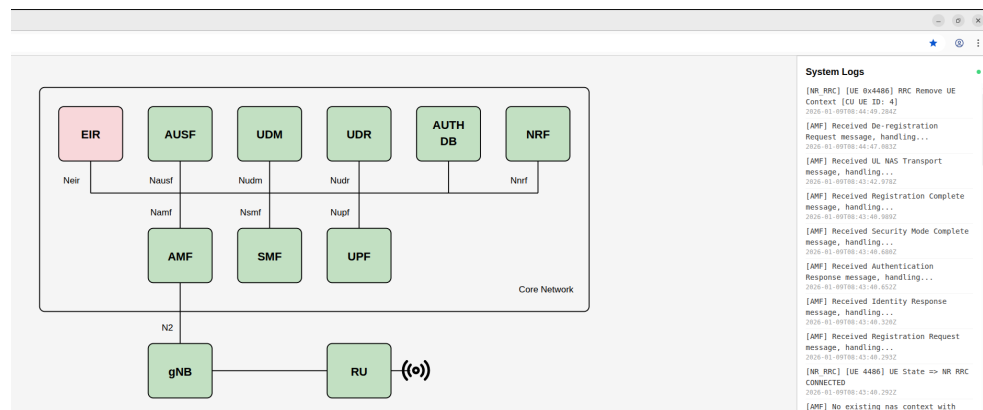 System Logs
EIR
AUSF
UDM
UDR
AUTH
DB
NRF
Neir
Nausf
Nudm
Nudr
Nnrf
Namf
Nsmf
Nupf
AMF
SMF
UPF
Core Network
N2
gNB
RU
[NR_RRC] [UE 0x4486] RRC Remove UE
Context [CU UE ID: 4]
2026-01-09T08:44:49.284Z
[AMF] Received De-registration
Request message, handling...
2026-01-09T08:44:47.083Z
[AMF] Received UL NAS Transport
message, handling...
2026-01-09T08:43:42.978Z
[AMF] Received Registration Complete
message, handling...
2026-01-09T08:43:40.989Z
[AMF] Received Security Mode Complete
message, handling...
2026-01-09T08:43:40.686Z
[AMF] Received Authentication
Response message, handling...
2026-01-09T08:43:40.652Z
[AMF] Received Identity Response
message, handling...
2026-01-09T08:43:40.320Z
[AMF] Received Registration Request
message, handling...
2026-01-09T08:43:40.293Z
[NR_RRC] [UE 4486] UE State => NR RRC
CONNECTED
2026-01-09T08:43:40.292Z
[AMF] No existing nas context with